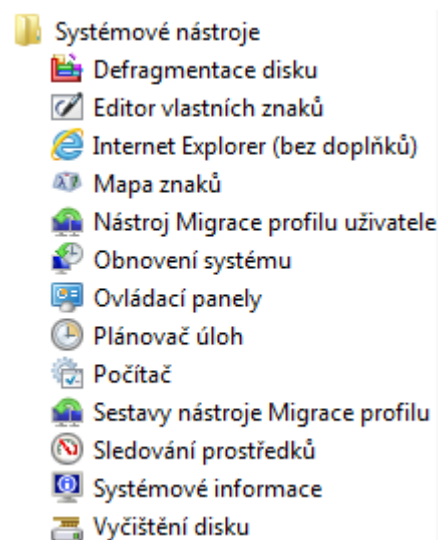 Systémové nástroje
Defragmentace disku
Editor vlastních znaků
Internet Explorer (bez doplňků)
Mapa znaků
Nástroj Migrace profilu uživatele
Obnovení systému
Ovládací panely
Plánovač úloh
Počítač
Sestavy nástroje Migrace profilu
Sledování prostředků
Systémové informace
Vyčištění disku